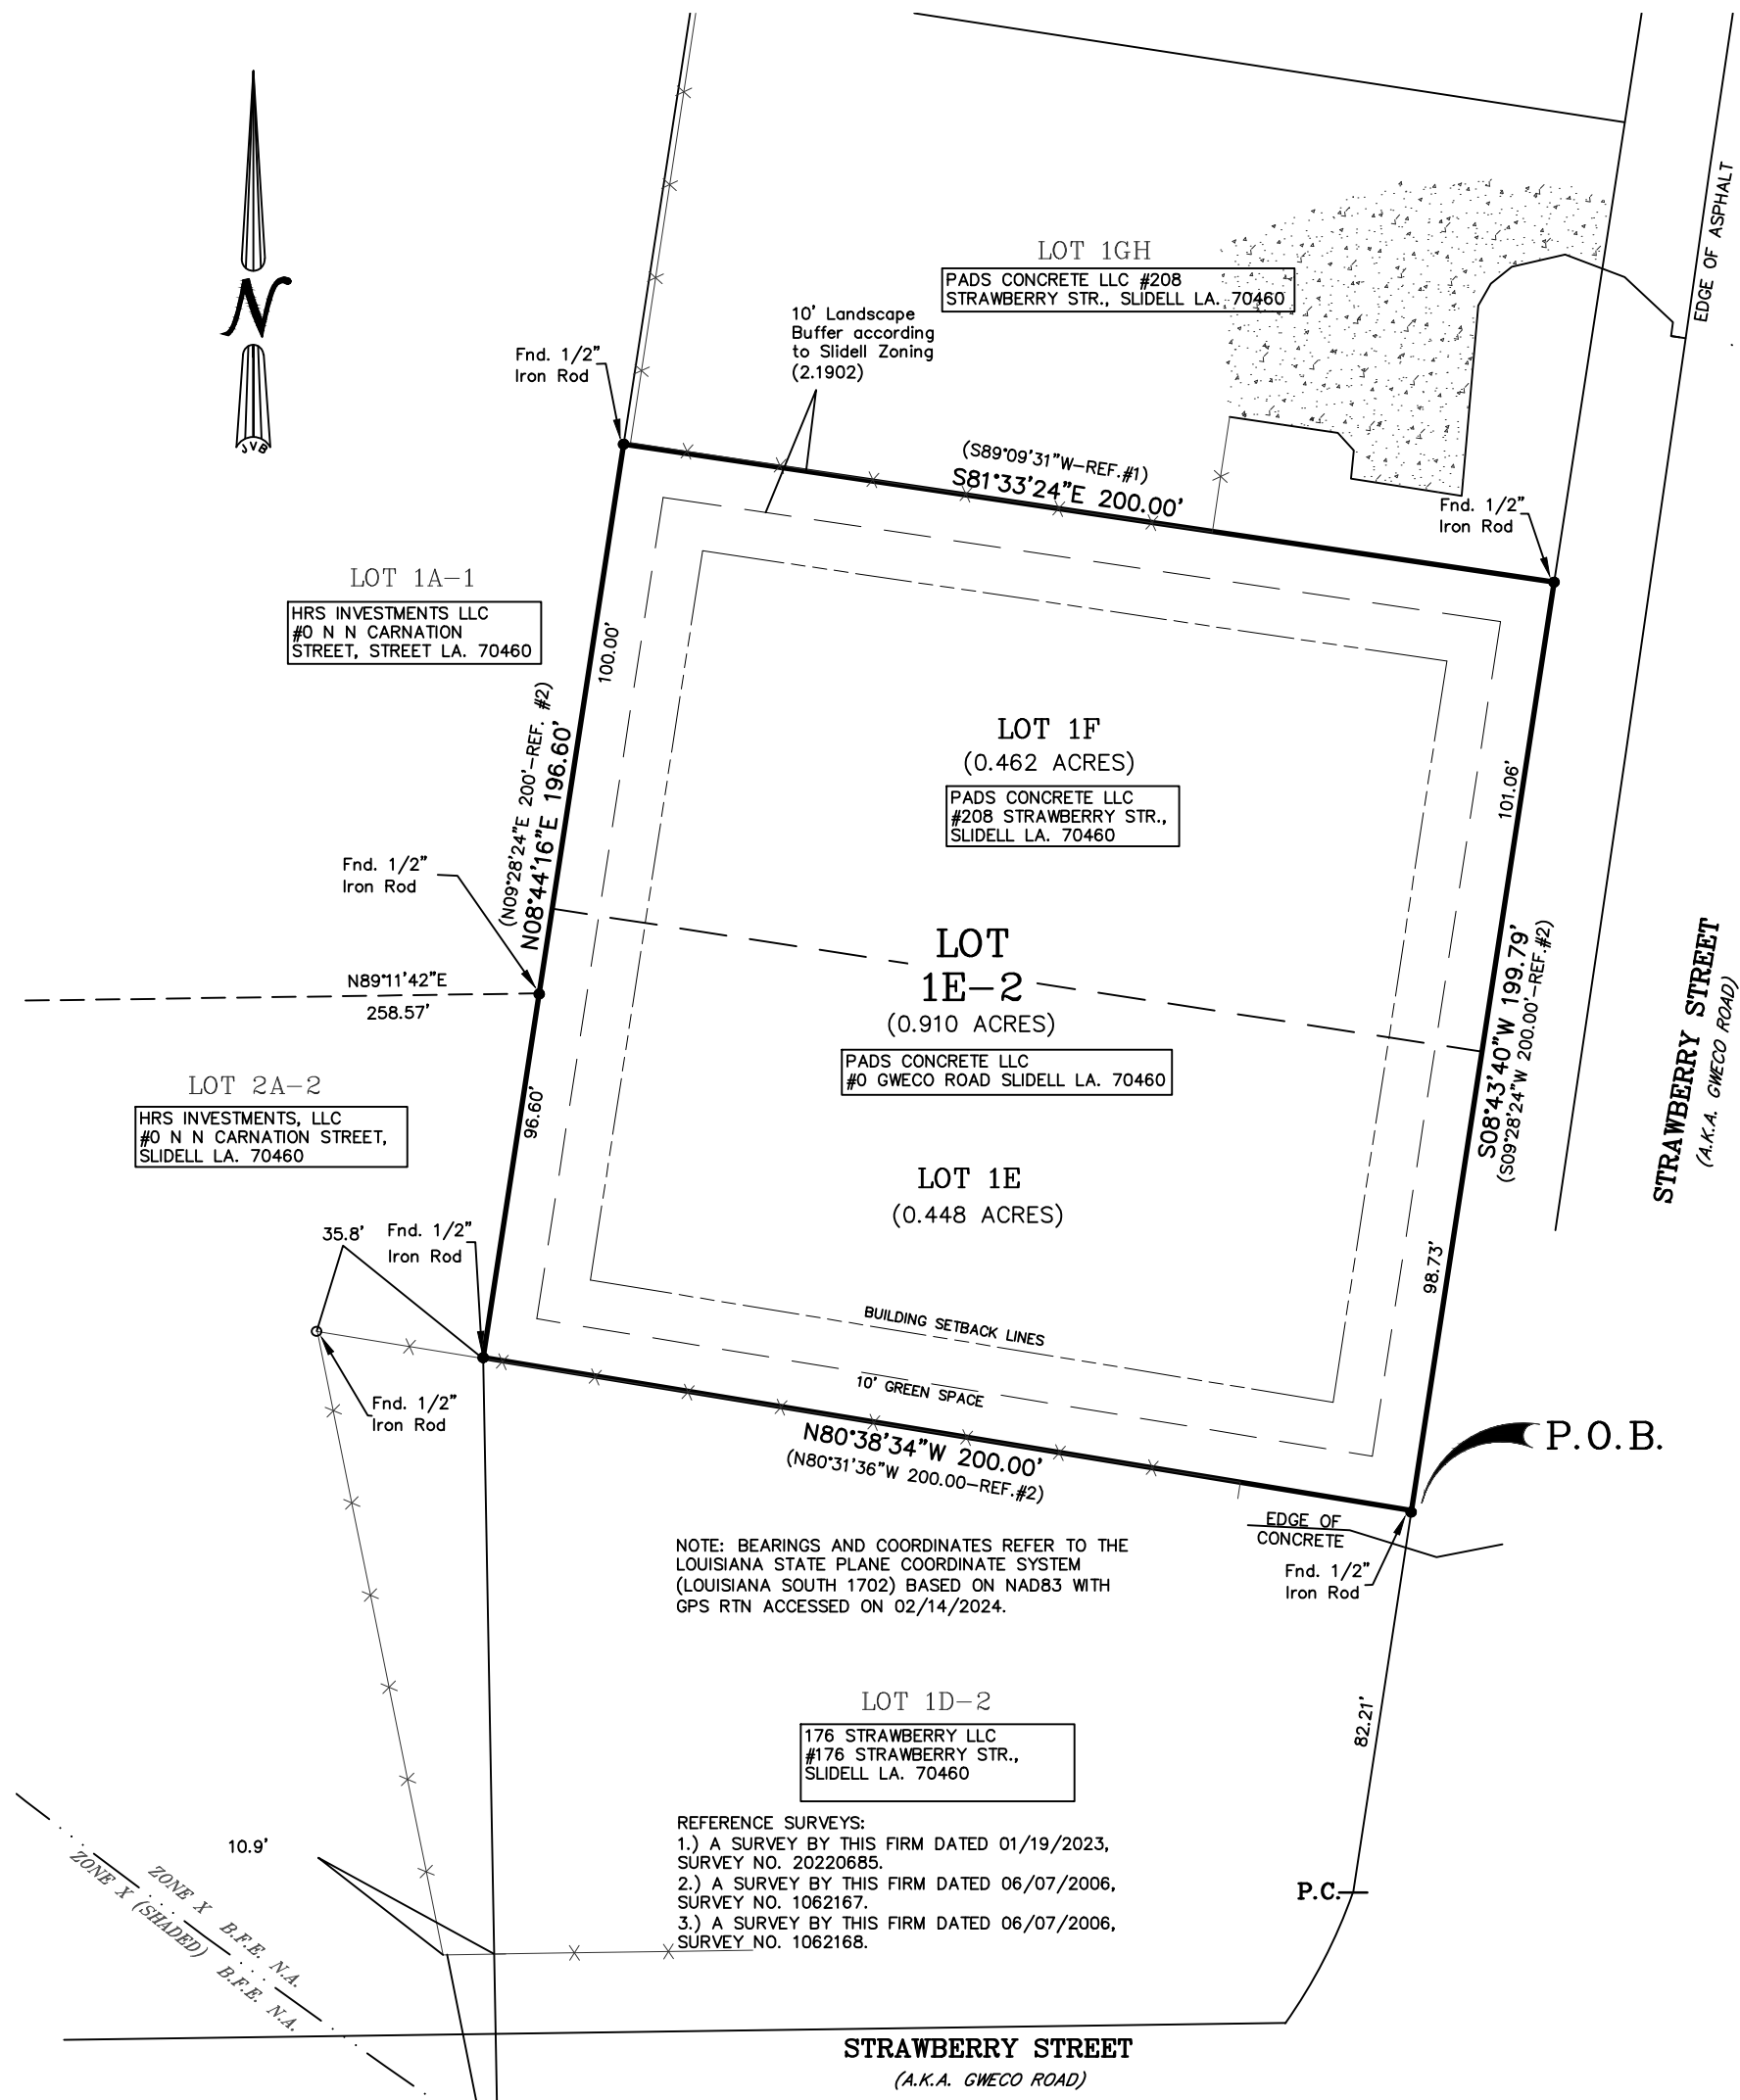 EDGE OF ASPHALT
LOT 1GH
PADS CONCRETE LLC #208
STRAWBERRY STR., SLIDELL LA. 70460
N
JVB
10' Landscape
Buffer according
to Slidell Zoning
(2.1902)
Fnd. 1/2"
Iron Rod
(S89°09'31"W-REF.#1)
S81°33'24"E 200.00'
Fnd. 1/2"
Iron Rod
LOT 1A-1
HRS INVESTMENTS LLC
#0 N N CARNATION
STREET, STREET LA. 70460
100.00'
(N09°28'24"E 200'-REF. #2)
N08°44'16"E 196.60'
LOT 1F
(0.462 ACRES)
PADS CONCRETE LLC
#208 STRAWBERRY STR.,
SLIDELL LA. 70460
101.06'
Fnd. 1/2"
Iron Rod
N89°11'42"E
258.57'
LOT
1E-2
(0.910 ACRES)
PADS CONCRETE LLC
#0 GWECO ROAD SLIDELL LA. 70460
S08°43'40"W 199.79'
(S09°28'24"W 200.00'-REF.#2)
STRAWBERRY STREET
(A.K.A. GWECO ROAD)
LOT 2A-2
HRS INVESTMENTS, LLC
#0 N N CARNATION STREET,
SLIDELL LA. 70460
96.60'
LOT 1E
(0.448 ACRES)
35.8'
Fnd. 1/2"
Iron Rod
98.73'
BUILDING SETBACK LINES
10' GREEN SPACE
Fnd. 1/2"
Iron Rod
N80°38'34"W 200.00'
(N80°31'36"W 200.00-REF.#2)
P.O.B.
EDGE OF
CONCRETE
Fnd. 1/2"
Iron Rod
NOTE: BEARINGS AND COORDINATES REFER TO THE
LOUISIANA STATE PLANE COORDINATE SYSTEM
(LOUISIANA SOUTH 1702) BASED ON NAD83 WITH
GPS RTN ACCESSED ON 02/14/2024.
LOT 1D-2
176 STRAWBERRY LLC
#176 STRAWBERRY STR.,
SLIDELL LA. 70460
82.21'
REFERENCE SURVEYS:
1.) A SURVEY BY THIS FIRM DATED 01/19/2023,
SURVEY NO. 20220685.
2.) A SURVEY BY THIS FIRM DATED 06/07/2006,
SURVEY NO. 1062167.
3.) A SURVEY BY THIS FIRM DATED 06/07/2006,
SURVEY NO. 1062168.
P.C.
10.9'
ZONE X B.F.E. N.A.
ZONE X (SHADED) B.F.E. N.A.
STRAWBERRY STREET
(A.K.A. GWECO ROAD)